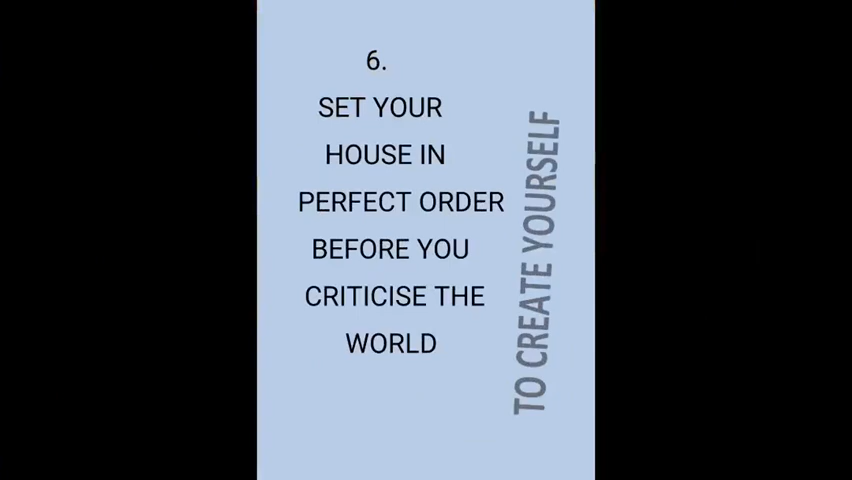 6.
SET YOUR
HOUSE IN
PERFECT ORDER
BEFORE YOU
CRITICISE THE
WORLD
TO CREATE YOURSELF